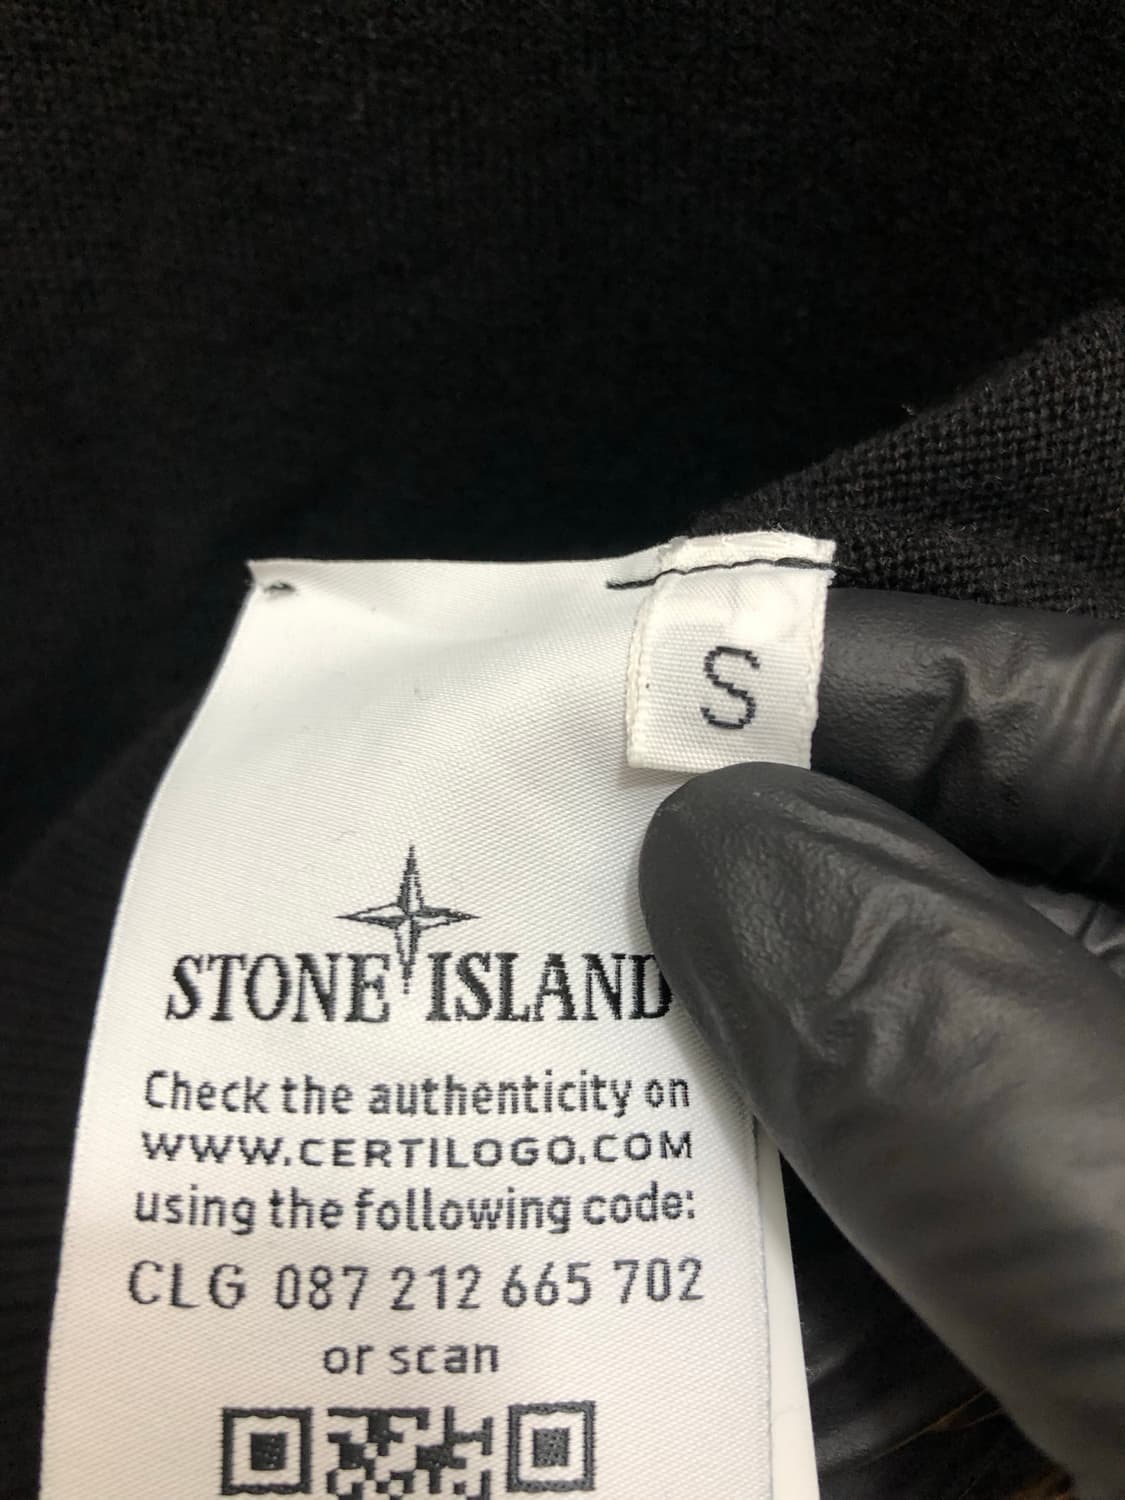 S
STONE ISLAND
Check the authenticity on
WWW.CERTILOGO.COM
using the following code:
CLG 087 212 665 702
or scan